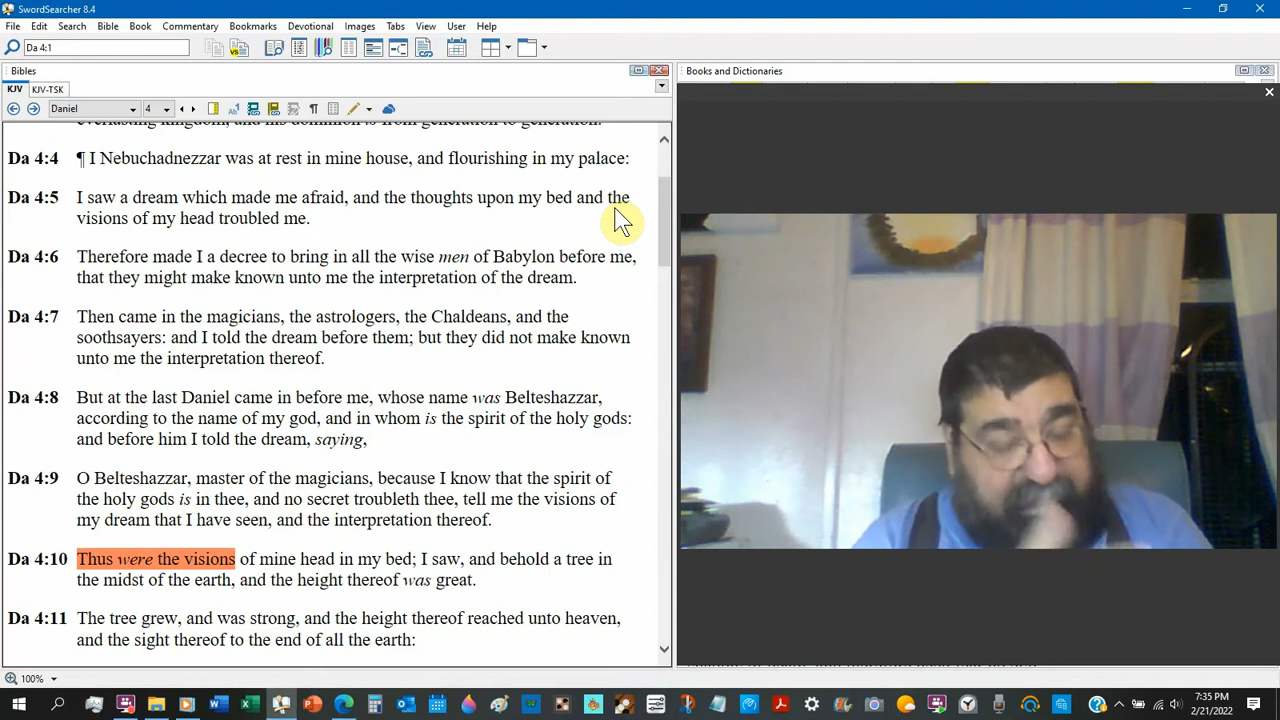 SwordSearcher 8.4
File Edit Search Bible Book Commentary Bookmarks Devotional Images Tabs View User Help
Da 4:1
Bibles
Books and Dictionaries
KJV KJV-TSK
Daniel 4
everlasting kingdom, and his dominion is from generation to generation.
Da 4:4 ¶ I Nebuchadnezzar was at rest in mine house, and flourishing in my palace:
Da 4:5 I saw a dream which made me afraid, and the thoughts upon my bed and the
visions of my head troubled me.
Da 4:6 Therefore made I a decree to bring in all the wise men of Babylon before me,
that they might make known unto me the interpretation of the dream.
Da 4:7 Then came in the magicians, the astrologers, the Chaldeans, and the
soothsayers: and I told the dream before them; but they did not make known
unto me the interpretation thereof.
Da 4:8 But at the last Daniel came in before me, whose name was Belteshazzar,
according to the name of my god, and in whom is the spirit of the holy gods:
and before him I told the dream, saying,
Da 4:9 O Belteshazzar, master of the magicians, because I know that the spirit of
the holy gods is in thee, and no secret troubleth thee, tell me the visions of
my dream that I have seen, and the interpretation thereof.
Da 4:10 Thus were the visions of mine head in my bed; I saw, and behold a tree in
the midst of the earth, and the height thereof was great.
Da 4:11 The tree grew, and was strong, and the height thereof reached unto heaven,
and the sight thereof to the end of all the earth:
100%
7:35 PM
2/21/2022